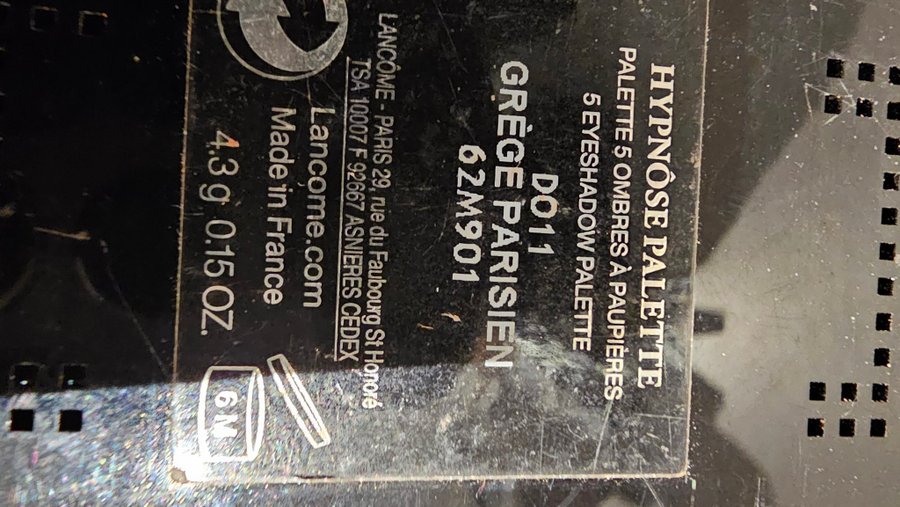 HYPNÔSE PALETTE
PALETTE 5 OMBRES À PAUPIÈRES
5 EYESHADOW PALETTE
DO11
GRÈGE PARISIEN
62M901
LANCÔME - PARIS 29, rue du Faubourg St Honoré
TSA 10007 F 92667 ASNIERES CEDEX
Lancome.com
Made in France
4.3 g 0.15 OZ.
6M